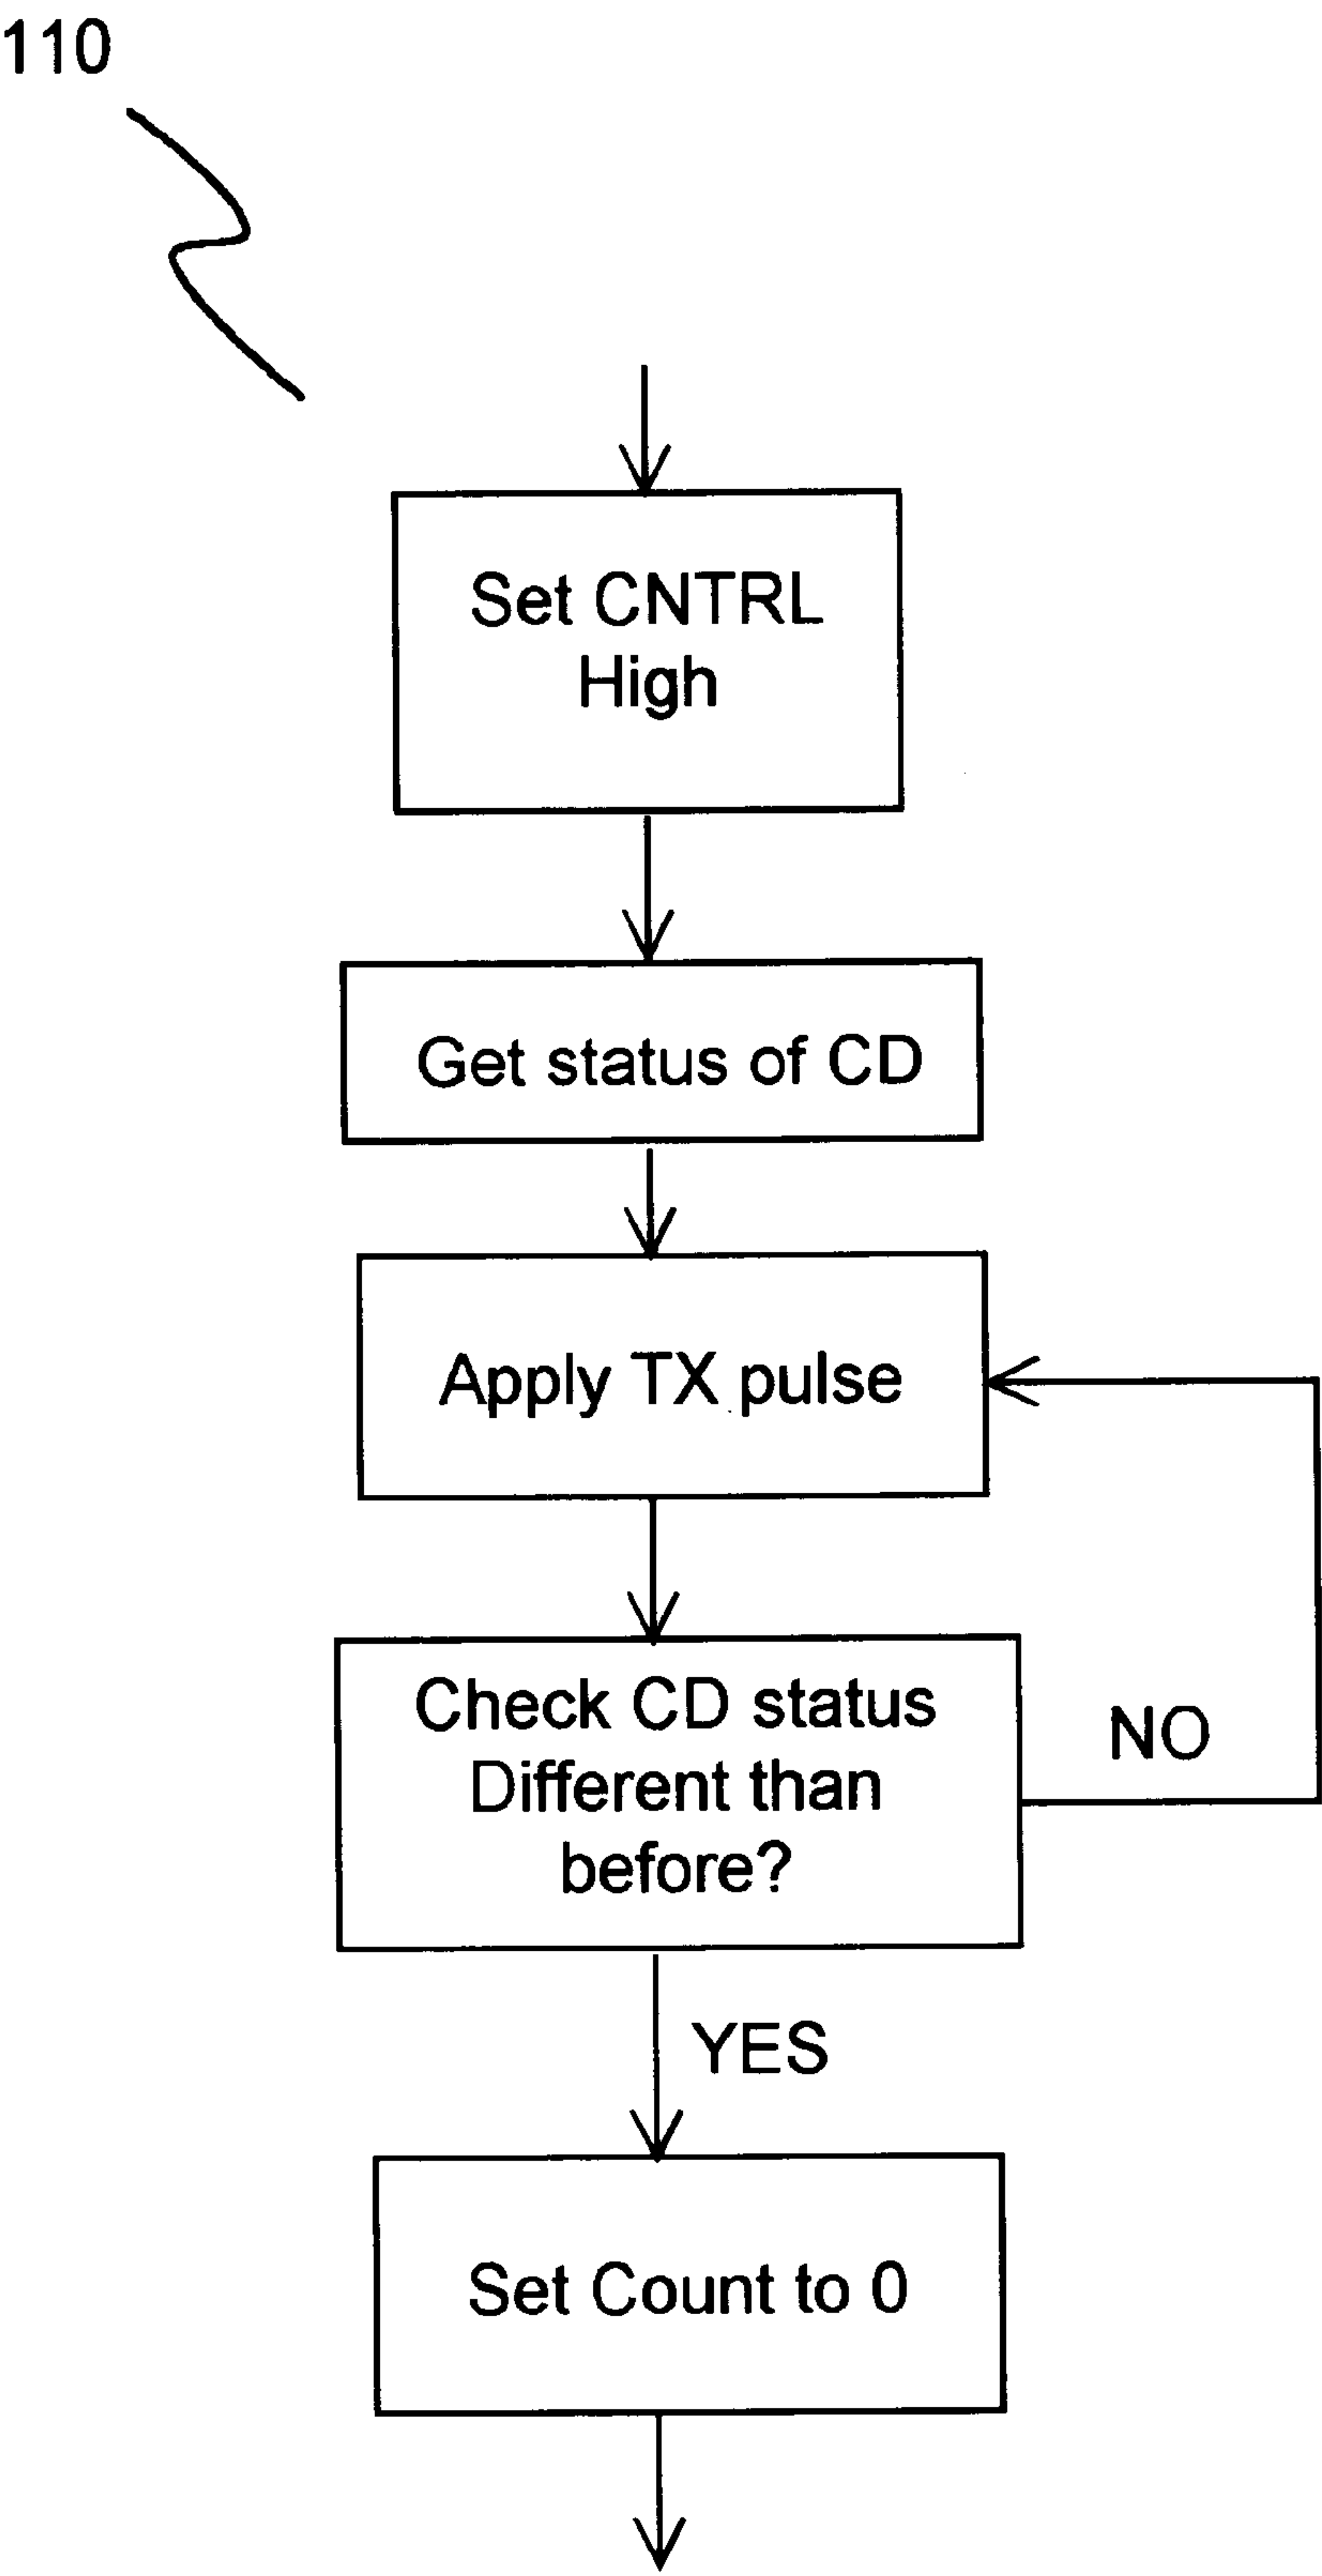 110
Set CNTRL
High
Get status of CD
Apply TX pulse
Check CD status
Different than
before?
NO
YES
Set Count to 0